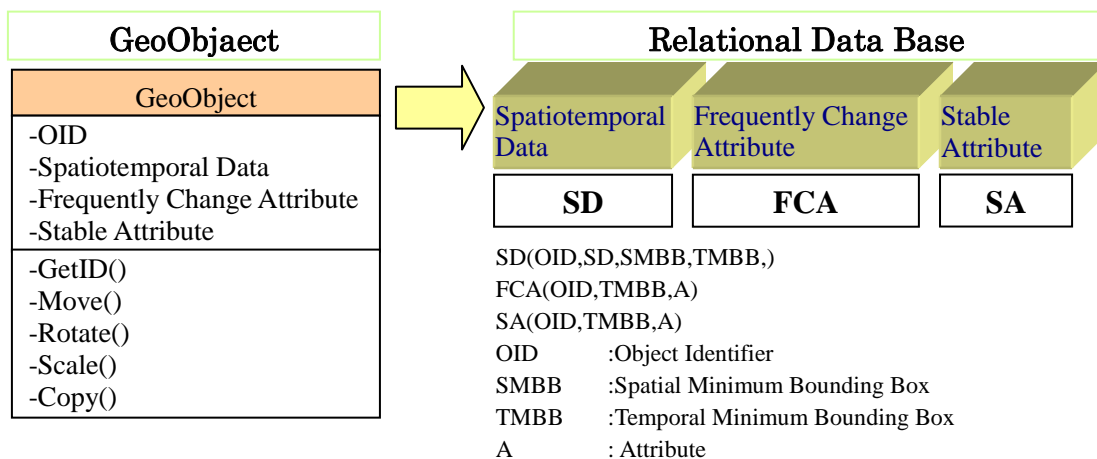 GeoObjaect
GeoObject
-OID
-Spatiotemporal Data
-Frequently Change Attribute
-Stable Attribute
-GetID()
-Move()
-Rotate()
-Scale()
-Copy()
Relational Data Base
Spatiotemporal
Data
Frequently Change
Attribute
Stable
Attribute
SD
FCA
SA
SD(OID,SD,SMBB,TMBB,)
FCA(OID,TMBB,A)
SA(OID,TMBB,A)
OID :Object Identifier
SMBB :Spatial Minimum Bounding Box
TMBB :Temporal Minimum Bounding Box
A : Attribute